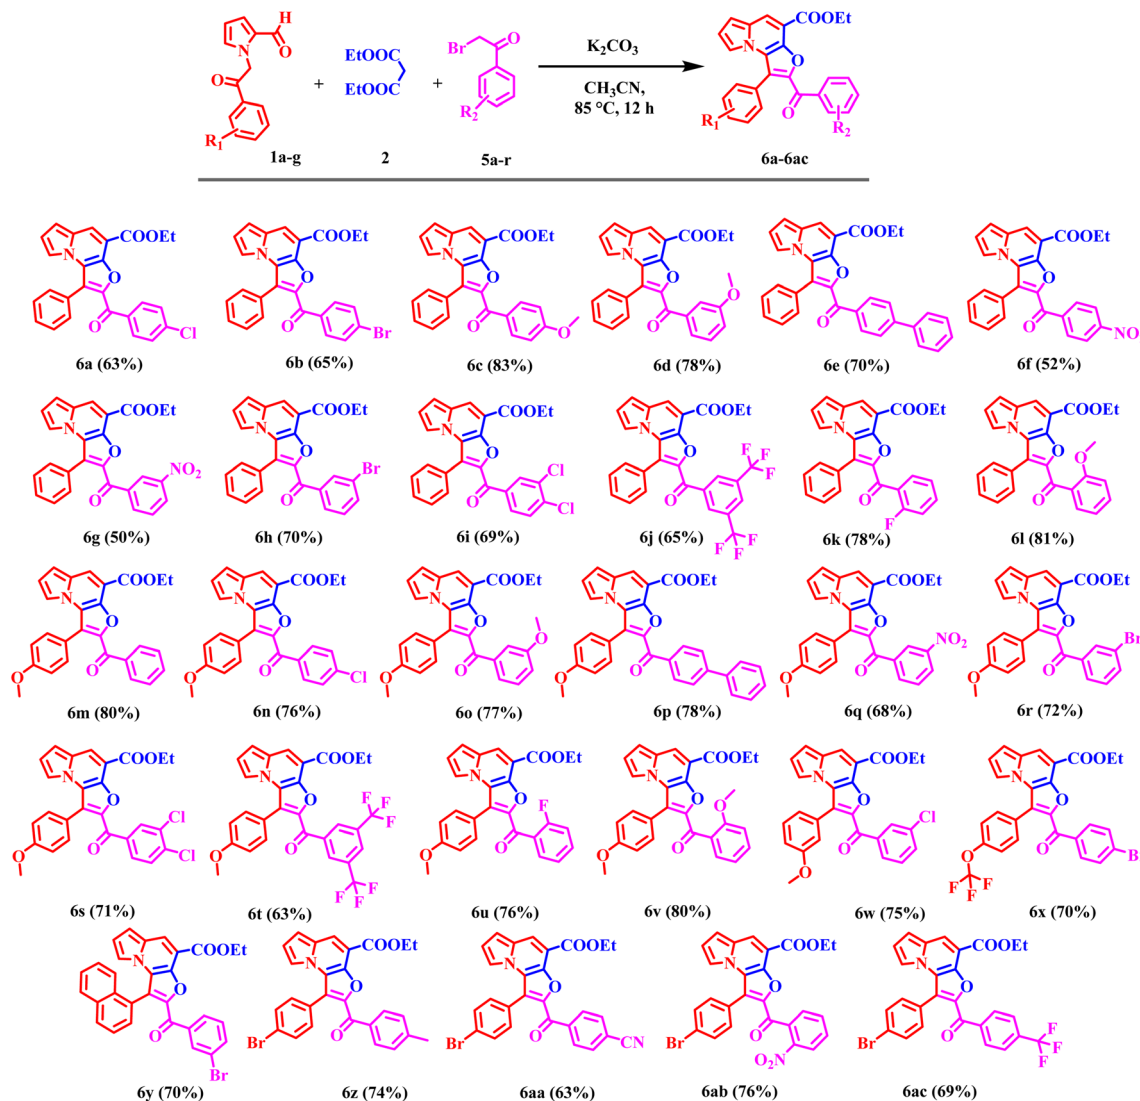 H
O
N
O
R1
1a-g
+
EtOOC
EtOOC
2
+
Br
O
R2
5a-r
K2CO3
CH3CN,
85 °C, 12 h
COOEt
N
O
O
R1
R2
6a-6ac
COOEt
N
O
O
Cl
6a (63%)
COOEt
N
O
O
Br
6b (65%)
COOEt
N
O
O
O
6c (83%)
COOEt
N
O
O
O
6d (78%)
COOEt
N
O
O
6e (70%)
COOEt
N
O
O
NO
6f (52%)
COOEt
N
O
NO2
O
6g (50%)
COOEt
N
O
Br
O
6h (70%)
COOEt
N
O
Cl
O
Cl
6i (69%)
COOEt
N
O
F
F
F
O
F
F
F
6j (65%)
COOEt
N
O
O
F
6k (78%)
COOEt
N
O
O
O
6l (81%)
COOEt
N
O
O
O
6m (80%)
COOEt
N
O
O
O
Cl
6n (76%)
COOEt
N
O
O
O
O
6o (77%)
COOEt
N
O
O
O
6p (78%)
COOEt
N
O
NO2
O
O
6q (68%)
COOEt
N
O
Br
O
O
6r (72%)
COOEt
N
O
Cl
O
O
Cl
6s (71%)
COOEt
N
O
F
F
F
O
O
F
F
F
6t (63%)
COOEt
N
O
F
O
O
6u (76%)
COOEt
N
O
O
O
O
6v (80%)
COOEt
N
O
Cl
O
O
6w (75%)
COOEt
N
O
O
O
F
F
F
6x (70%)
COOEt
N
O
O
Br
6y (70%)
COOEt
N
O
O
Br
6z (74%)
COOEt
N
O
O
Br
CN
6aa (63%)
COOEt
N
O
O
Br
O2N
6ab (76%)
COOEt
N
O
O
Br
F
F
F
6ac (69%)